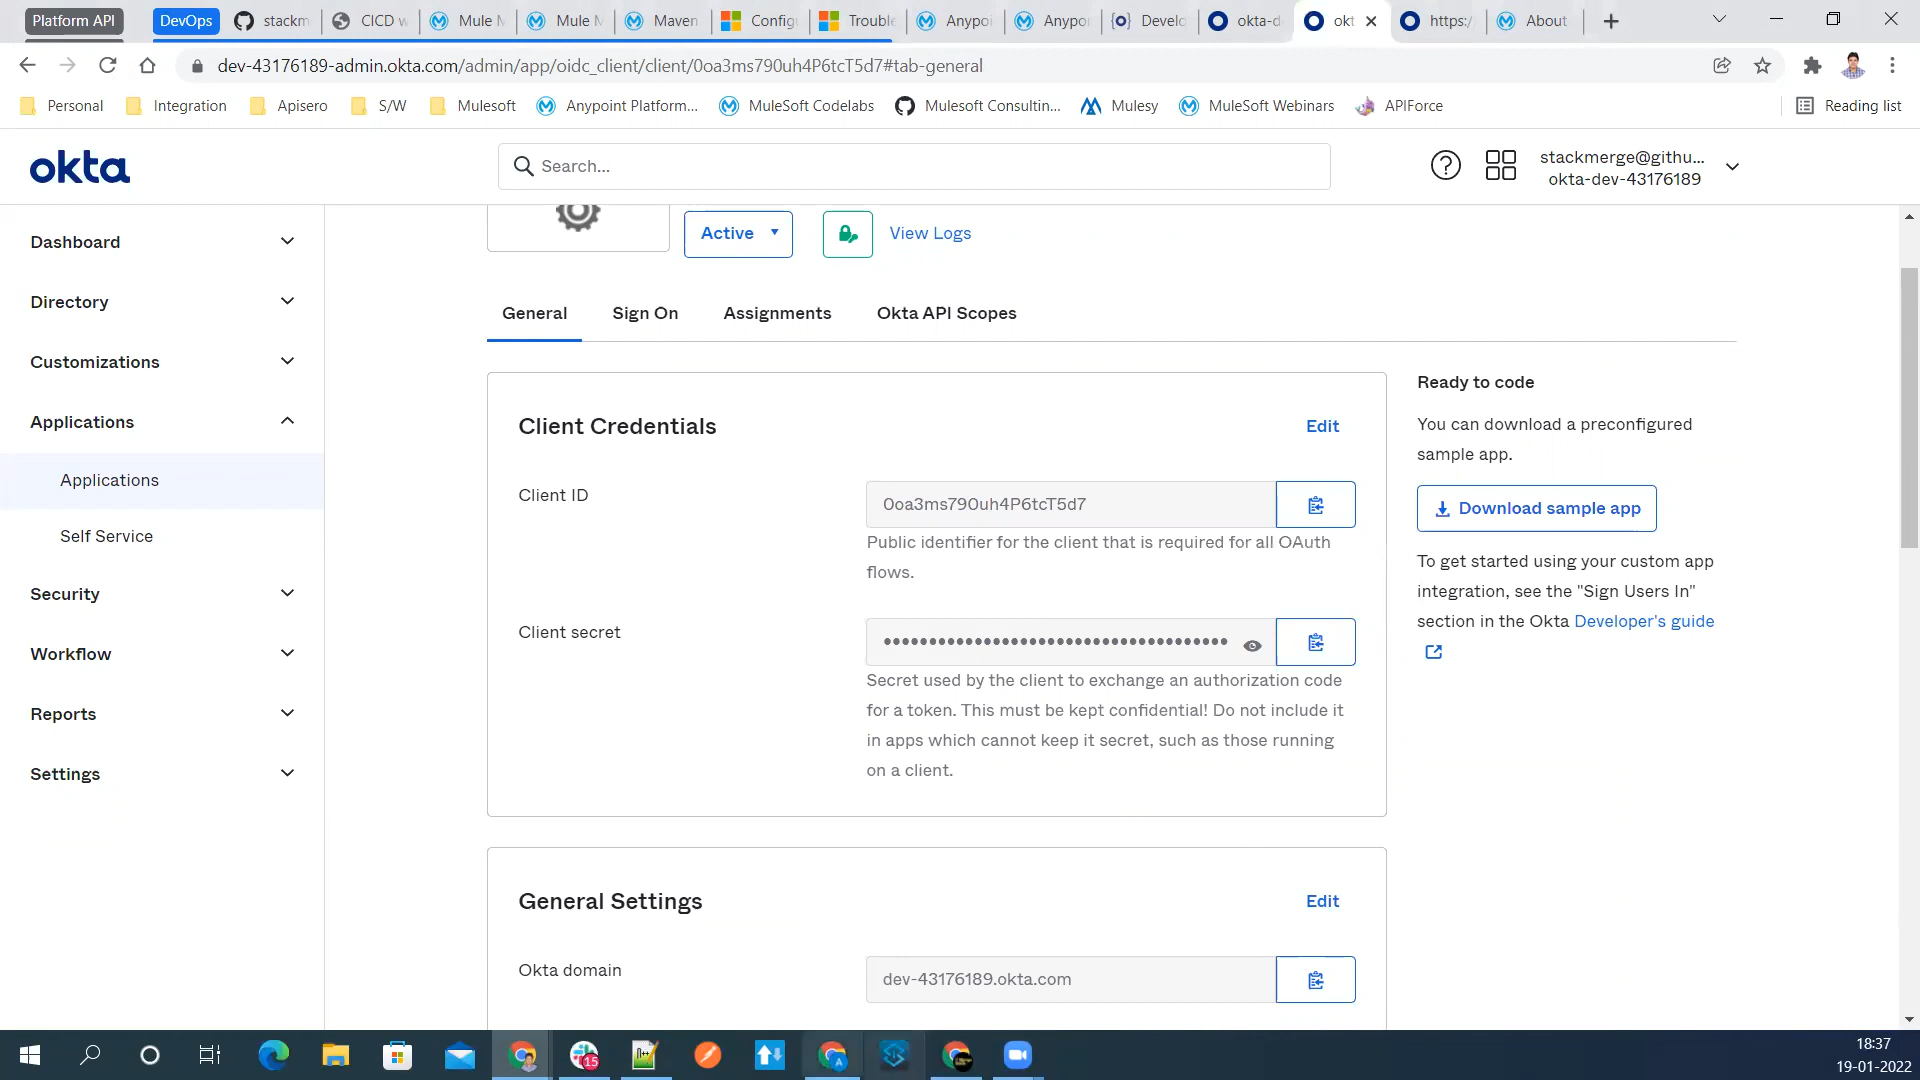 Platform API
DevOps
stackm
CICD w
Mule M
Mule M
Maven
Config
Trouble
Anypoi
Anypo
Develo
okta-d
okt
https:/
About
dev-43176189-admin.okta.com/admin/app/oidc_client/client/0oa3ms790uh4P6tcT5d7#tab-general
Personal
Integration
Apisero
S/W
Mulesoft
Anypoint Platform...
MuleSoft Codelabs
Mulesoft Consultin...
Mulesy
MuleSoft Webinars
APIForce
Reading list
okta
Search...
stackmerge@githu...
okta-dev-43176189
Dashboard
Directory
Customizations
Applications
Applications
Self Service
Security
Workflow
Reports
Settings
Active
View Logs
General
Sign On
Assignments
Okta API Scopes
Client Credentials
Edit
Client ID
0oa3ms790uh4P6tcT5d7
Public identifier for the client that is required for all OAuth
flows.
Client secret
••••••••••••••••••••••••••••••••••••••••
Secret used by the client to exchange an authorization code
for a token. This must be kept confidential! Do not include it
in apps which cannot keep it secret, such as those running
on a client.
General Settings
Edit
Okta domain
dev-43176189.okta.com
Ready to code
You can download a preconfigured
sample app.
Download sample app
To get started using your custom app
integration, see the "Sign Users In"
section in the Okta Developer's guide
15
18:37
19-01-2022